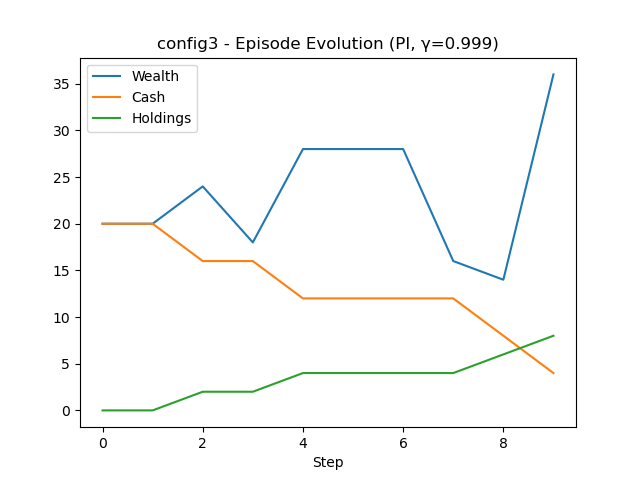 config3 - Episode Evolution (PI, γ=0.999)
Wealth
Cash
Holdings
35
30
25
20
15
10
5
0
0 2 4 6 8
Step